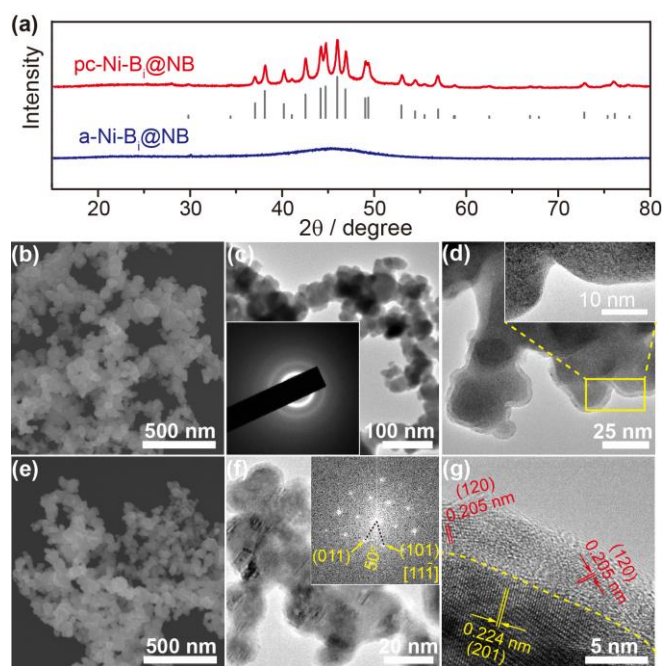 (a)
pc-Ni-Bᵢ@NB
a-Ni-Bᵢ@NB
Intensity
20 30 40 50 60 70 80
2θ / degree
(b)
500 nm
(c)
100 nm
(d)
10 nm
25 nm
(e)
500 nm
(f)
(011)
50°
(101)
[111]
20 nm
(g)
(120)
0.205 nm
(120)
0.205 nm
0.224 nm
(201)
5 nm